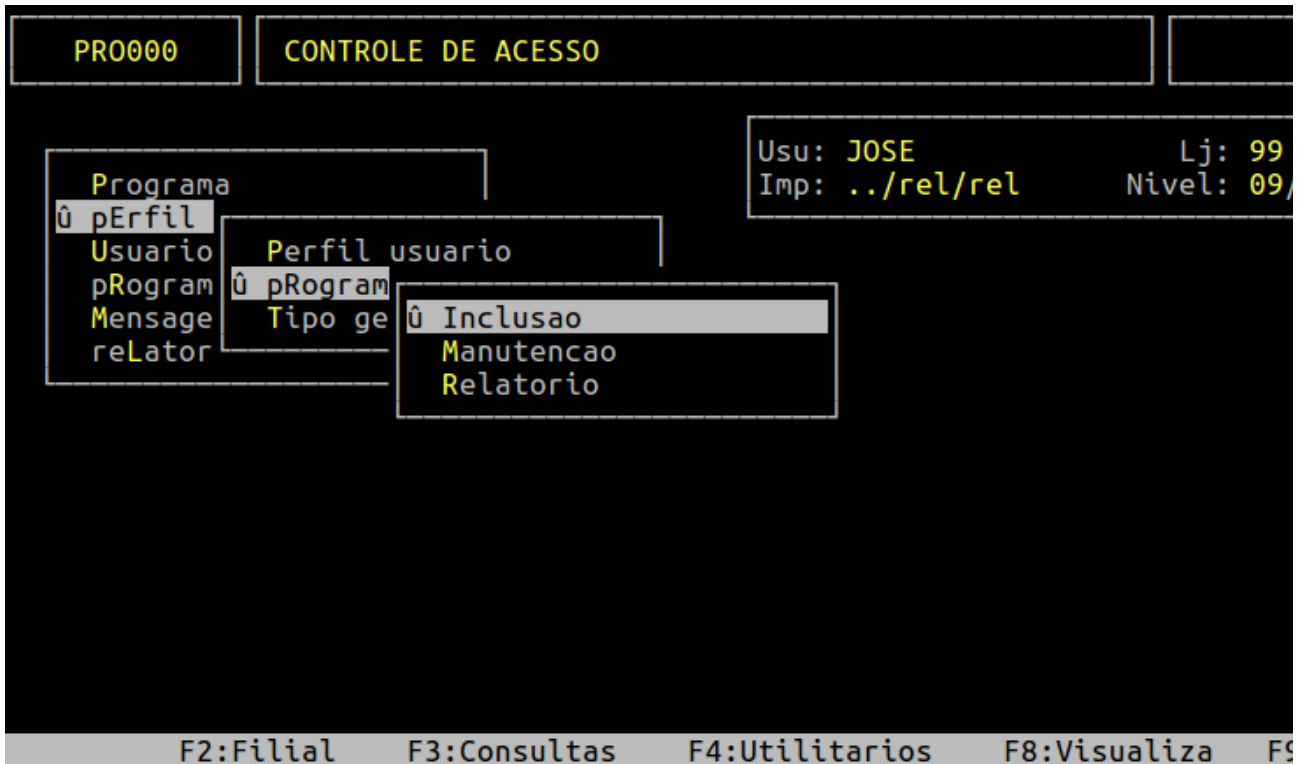 PRO000 CONTROLE DE ACESSO
Usu: JOSE Lj: 99
Programa Imp: ../rel/rel Nivel: 09/
û pErfil
Usuario Perfil usuario
pRogram û pRogram
Mensage Tipo ge û Inclusao
reLator Manutencao
Relatorio
F2:Filial F3:Consultas F4:Utilitarios F8:Visualiza F9